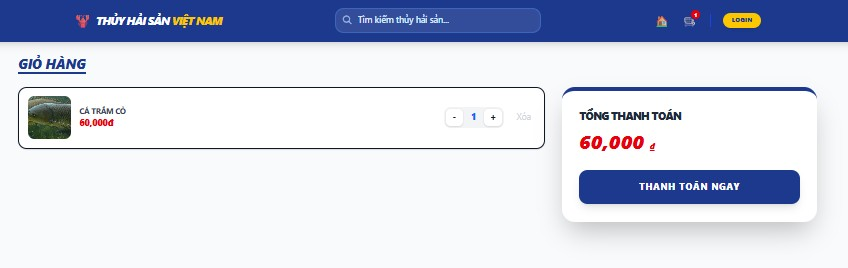 THỦY HẢI SẢN VIỆT NAM
Tìm kiếm thủy hải sản...
1
LOGIN
GIỎ HÀNG
CÁ TRẮM CỎ
60,000đ
- 1 +
Xóa
TỔNG THANH TOÁN
60,000 đ
THANH TOÁN NGAY